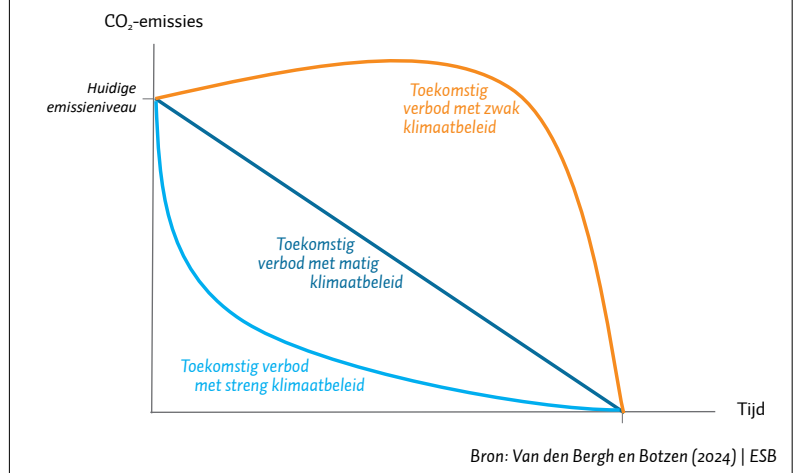 CO₂-emissies
Huidige
emissieniveau
Toekomstig
verbod met zwak
klimaatbeleid
Toekomstig
verbod met matig
klimaatbeleid
Toekomstig verbod
met streng klimaatbeleid
Tijd
Bron: Van den Bergh en Botzen (2024) | ESB